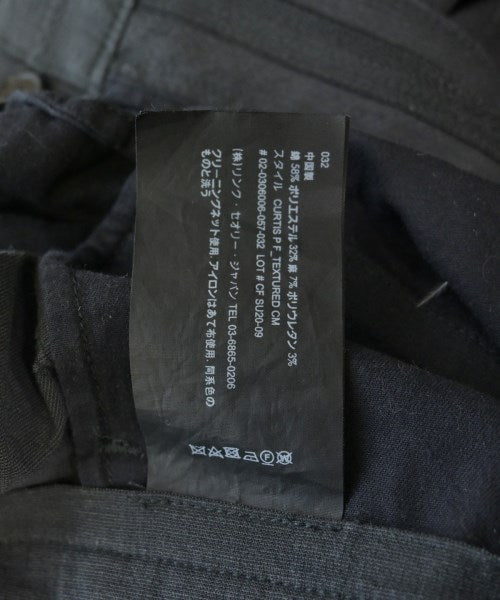 032
中国製
綿 58% ポリエステル 32% 麻 7% ポリウレタン 3%
スタイル CURTIS P F_TEXTURED CM
# 02-0306006-057-032 LOT # CF SU20-09
(株)リンク・セオリー・ジャパン TEL 03-6865-0206
クリーニングネット使用, アイロンはあて布使用, 同系色の
ものと洗う